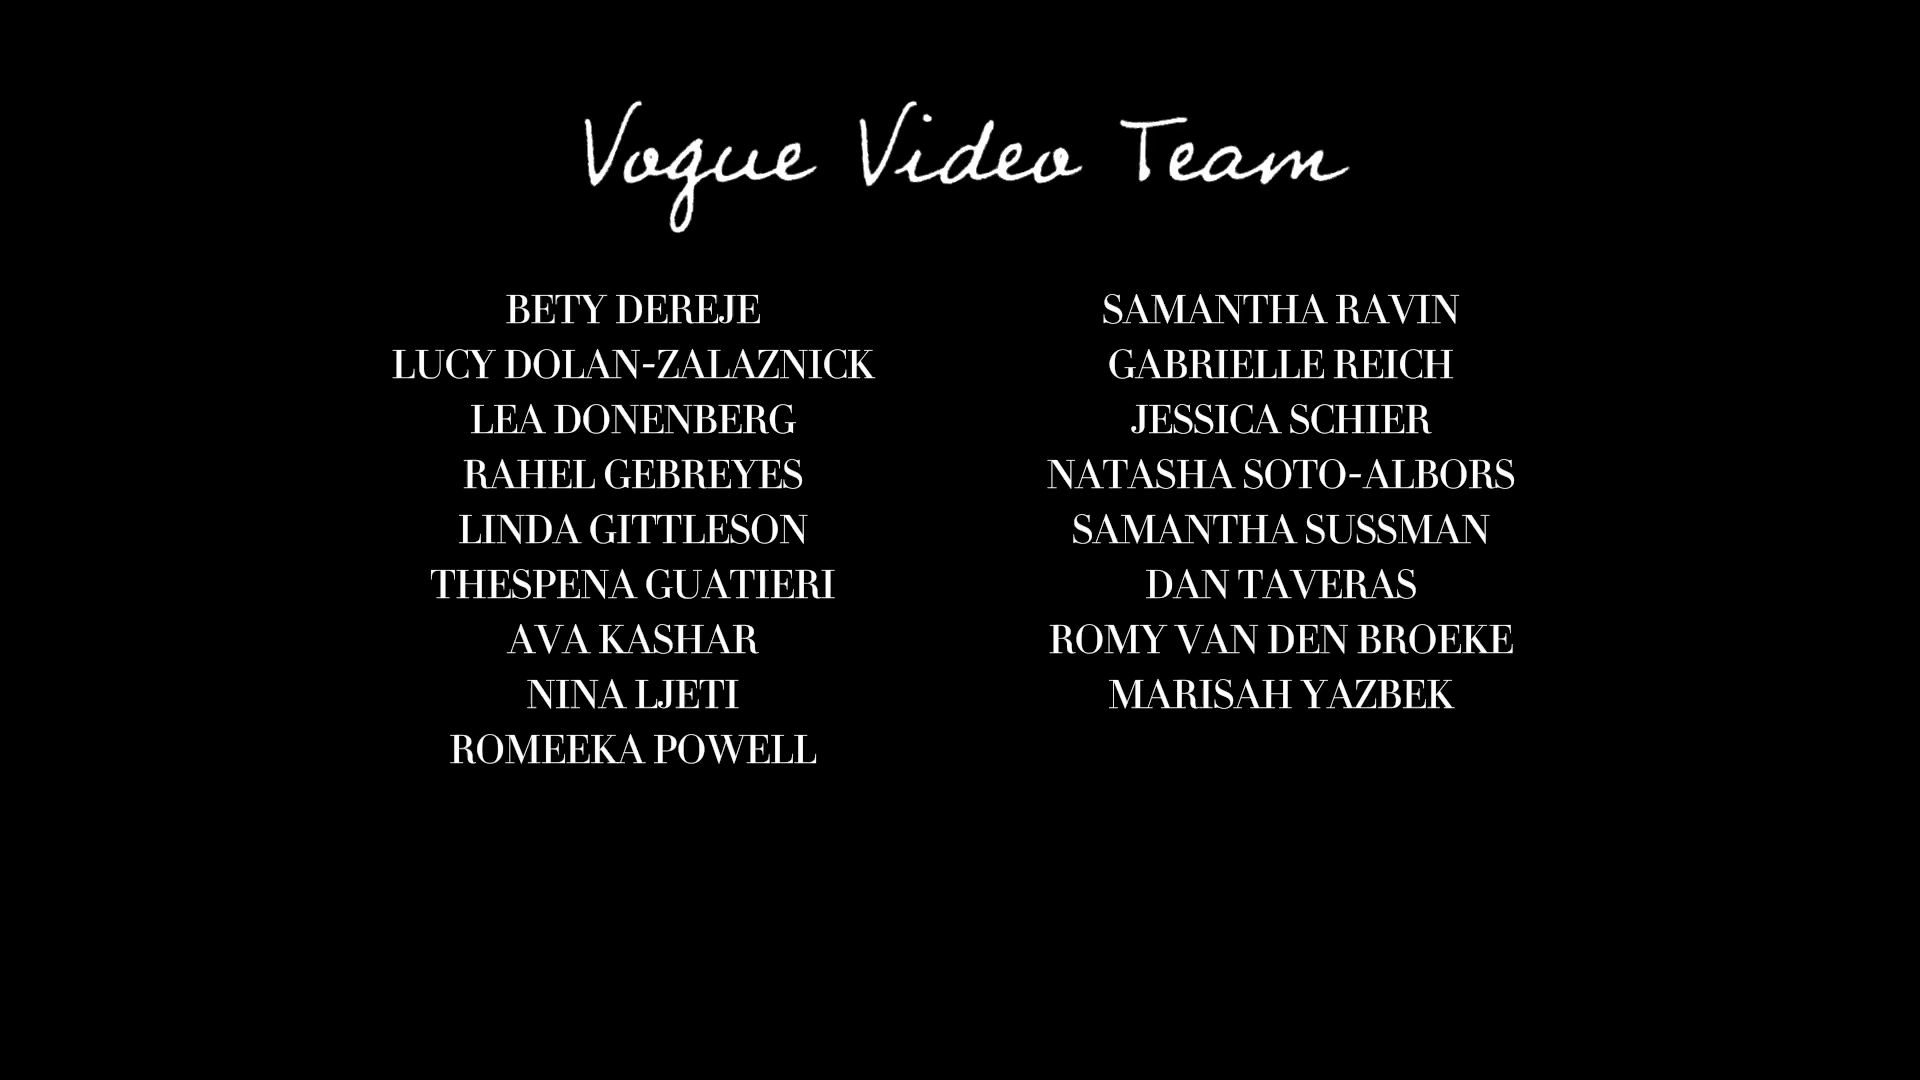 Vogue Video Team
BETY DEREJE
LUCY DOLAN-ZALAZNICK
LEA DONENBERG
RAHEL GEBREYES
LINDA GITTLESON
THESPENA GUATIERI
AVA KASHAR
NINA LJETI
ROMEEKA POWELL
SAMANTHA RAVIN
GABRIELLE REICH
JESSICA SCHIER
NATASHA SOTO-ALBORS
SAMANTHA SUSSMAN
DAN TAVERAS
ROMY VAN DEN BROEKE
MARISAH YAZBEK